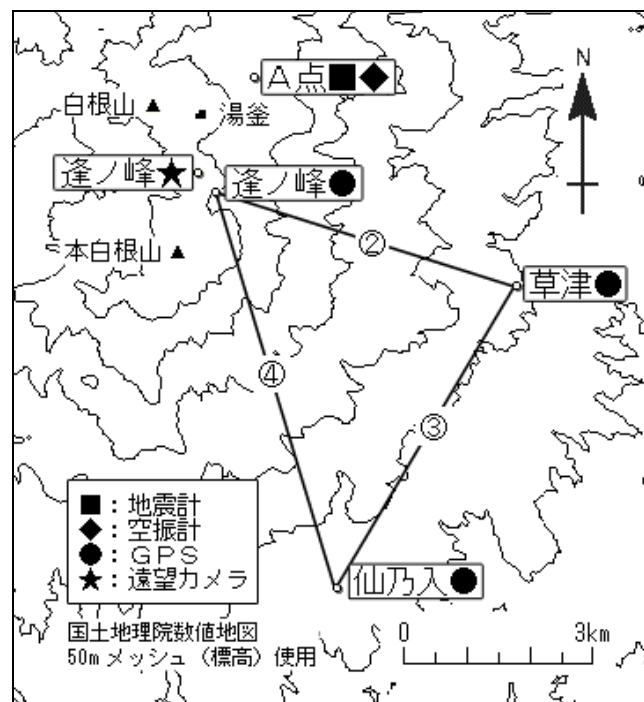 A点■◆
N
白根山▲
■湯釜
逢ノ峰★
逢ノ峰●
②
本白根山▲
草津●
④
③
■：地震計
◆：空振計
●：GPS
★：遠望カメラ
仙乃入●
国土地理院数値地図
50mメッシュ（標高）使用
0 3km